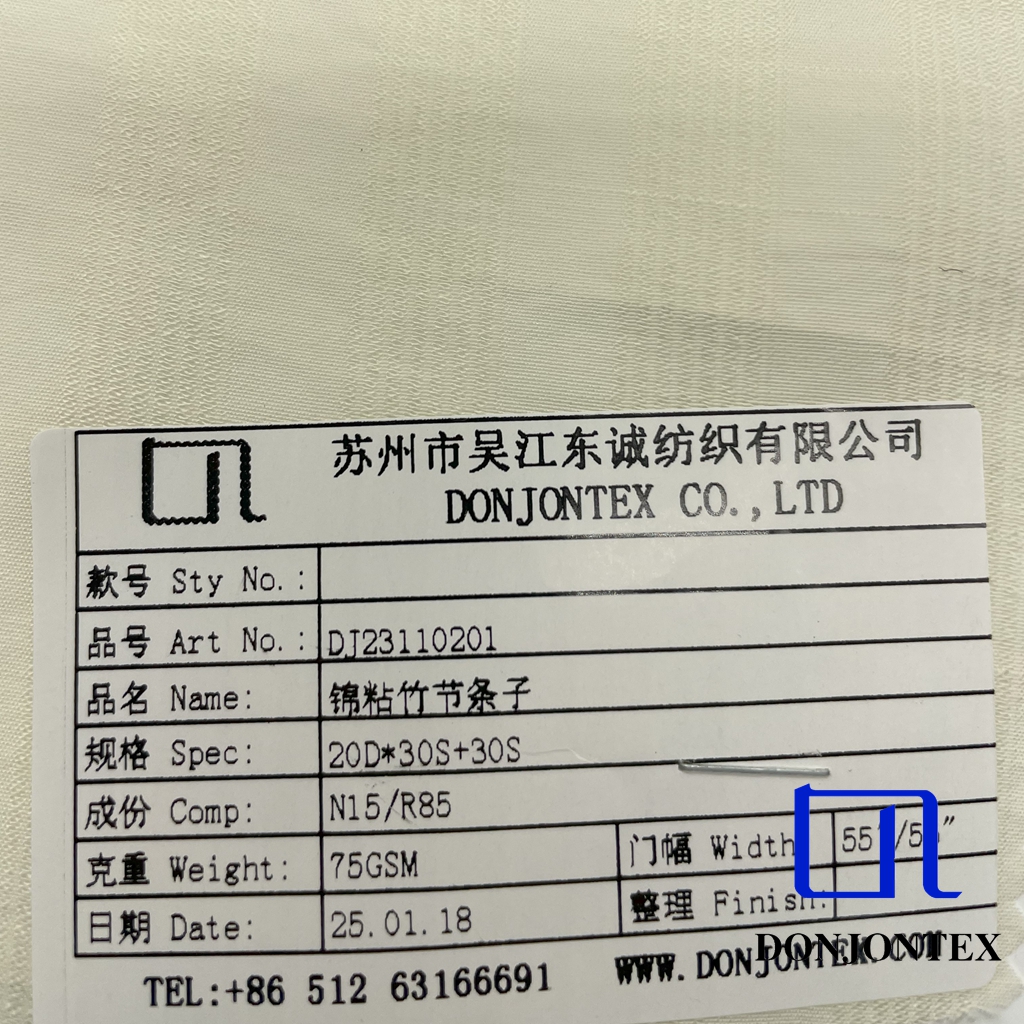 苏州市吴江东诚纺织有限公司
DONJONTEX CO.,LTD
款号 Sty No.:
品号 Art No.: DJ23110201
品名 Name: 锦粘竹节条子
规格 Spec: 20D*30S+30S
成份 Comp: N15/R85
克重 Weight: 75GSM 门幅 Width
日期 Date: 25.01.18 整理 Finish:
TEL:+86 512 63166691 WWW.DONJONTEX.COM
DONJONTEX